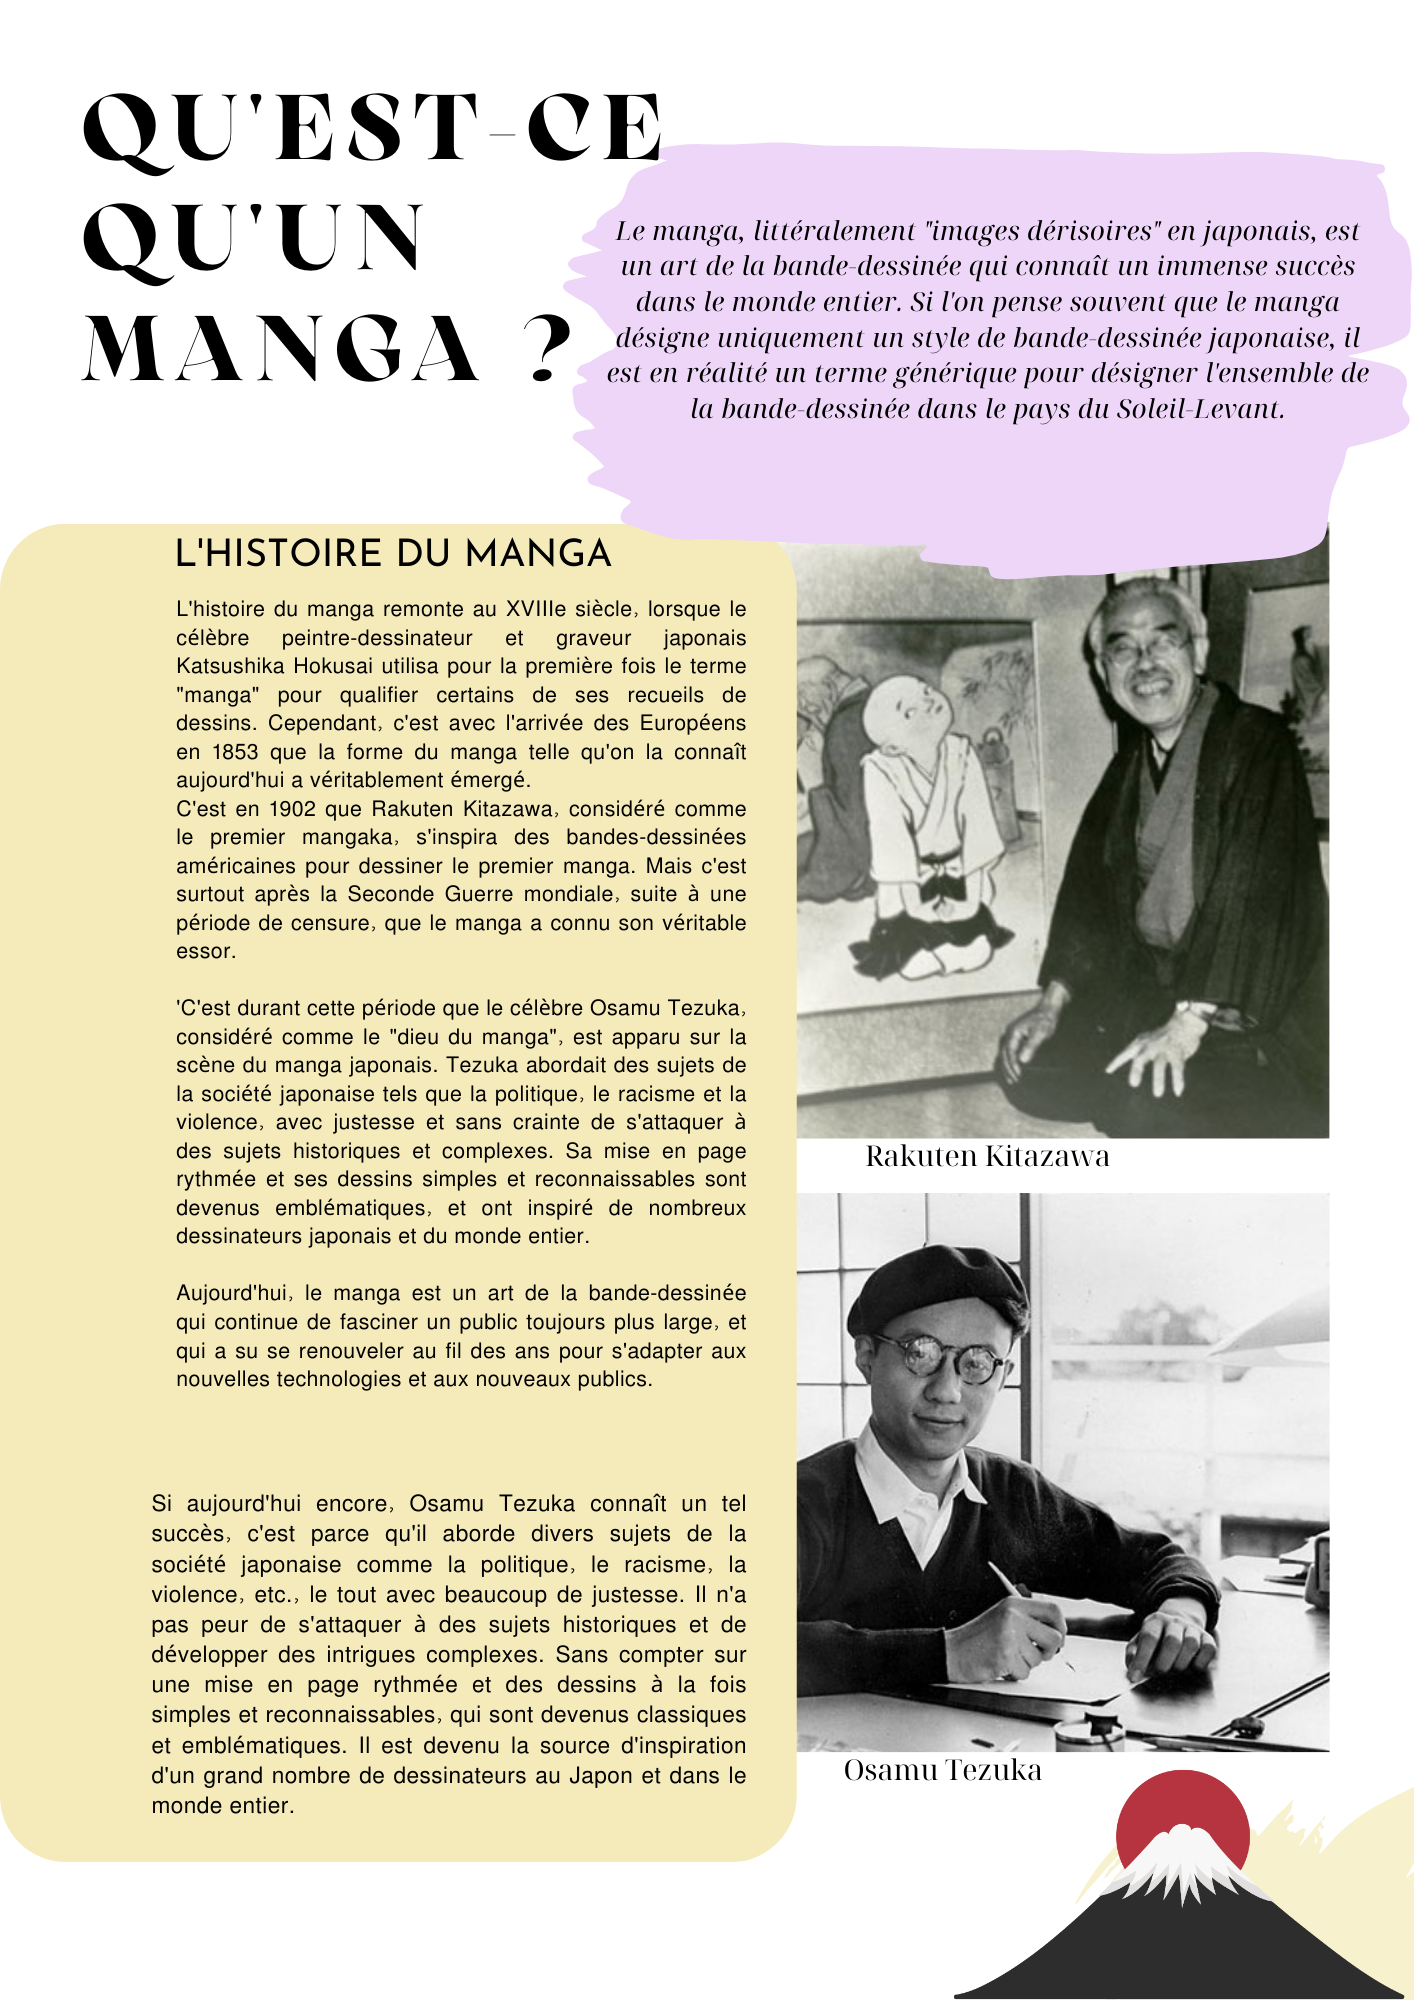 QU'EST-CE
QU'UN
MANGA ?
Le manga, littéralement "images dérisoires" en japonais, est
un art de la bande-dessinée qui connaît un immense succès
dans le monde entier. Si l'on pense souvent que le manga
désigne uniquement un style de bande-dessinée japonaise, il
est en réalité un terme générique pour désigner l'ensemble de
la bande-dessinée dans le pays du Soleil-Levant.
L'HISTOIRE DU MANGA
L'histoire du manga remonte au XVIIIe siècle, lorsque le
célèbre peintre-dessinateur et graveur japonais
Katsushika Hokusai utilisa pour la première fois le terme
"manga" pour qualifier certains de ses recueils de
dessins. Cependant, c'est avec l'arrivée des Européens
en 1853 que la forme du manga telle qu'on la connaît
aujourd'hui a véritablement émergé.
C'est en 1902 que Rakuten Kitazawa, considéré comme
le premier mangaka, s'inspira des bandes-dessinées
américaines pour dessiner le premier manga. Mais c'est
surtout après la Seconde Guerre mondiale, suite à une
période de censure, que le manga a connu son véritable
essor.
'C'est durant cette période que le célèbre Osamu Tezuka,
considéré comme le "dieu du manga", est apparu sur la
scène du manga japonais. Tezuka abordait des sujets de
la société japonaise tels que la politique, le racisme et la
violence, avec justesse et sans crainte de s'attaquer à
des sujets historiques et complexes. Sa mise en page
rythmée et ses dessins simples et reconnaissables sont
devenus emblématiques, et ont inspiré de nombreux
dessinateurs japonais et du monde entier.
Aujourd'hui, le manga est un art de la bande-dessinée
qui continue de fasciner un public toujours plus large, et
qui a su se renouveler au fil des ans pour s'adapter aux
nouvelles technologies et aux nouveaux publics.
Si aujourd'hui encore, Osamu Tezuka connaît un tel
succès, c'est parce qu'il aborde divers sujets de la
société japonaise comme la politique, le racisme, la
violence, etc., le tout avec beaucoup de justesse. Il n'a
pas peur de s'attaquer à des sujets historiques et de
développer des intrigues complexes. Sans compter sur
une mise en page rythmée et des dessins à la fois
simples et reconnaissables, qui sont devenus classiques
et emblématiques. Il est devenu la source d'inspiration
d'un grand nombre de dessinateurs au Japon et dans le
monde entier.
Rakuten Kitazawa
Osamu Tezuka